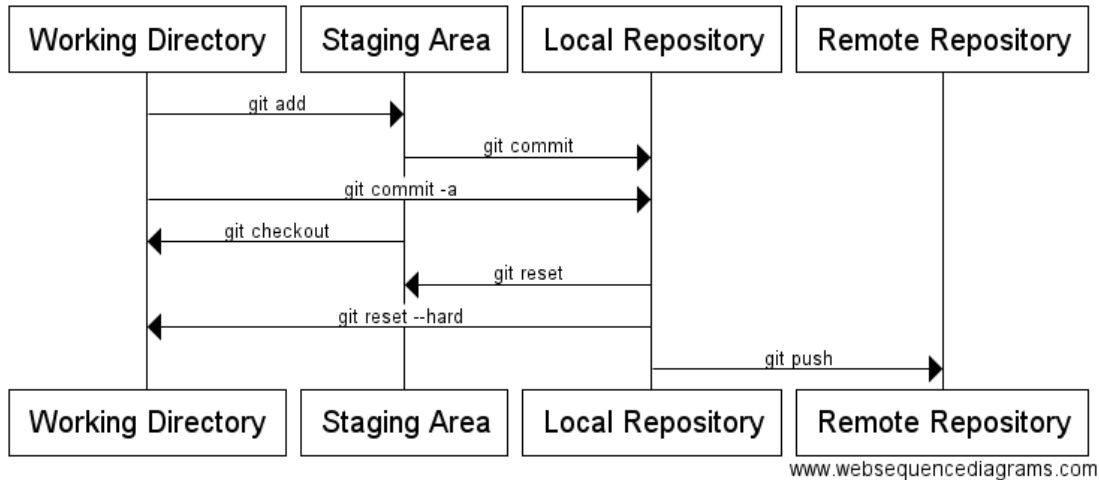 Working Directory
Staging Area
Local Repository
Remote Repository
git add
git commit
git commit -a
git checkout
git reset
git reset --hard
git push
Working Directory
Staging Area
Local Repository
Remote Repository
www.websequencediagrams.com